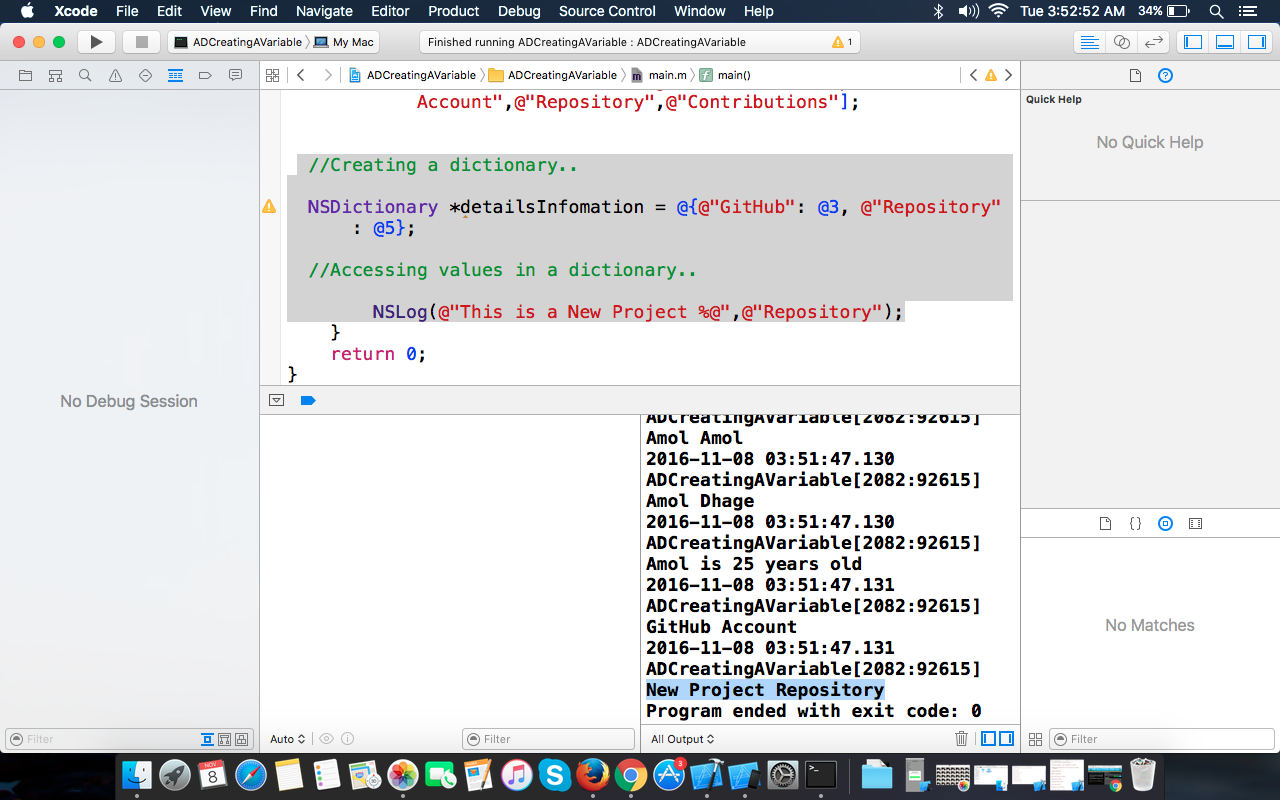 Xcode File Edit View Find Navigate Editor Product Debug Source Control Window Help Tue 3:52:52 AM 34%
ADCreatingAVariable My Mac Finished running ADCreatingAVariable : ADCreatingAVariable 1
ADCreatingAVariable ADCreatingAVariable main.m main()
Account",@"Repository",@"Contributions"];
//Creating a dictionary..
NSDictionary *detailsInfomation = @{@"GitHub": @3, @"Repository"
: @5};
//Accessing values in a dictionary..
NSLog(@"This is a New Project %@",@"Repository");
}
return 0;
}
No Debug Session
Quick Help
No Quick Help
ADCreatingAVariable[2082:92615]
Amol Amol
2016-11-08 03:51:47.130
ADCreatingAVariable[2082:92615]
Amol Dhage
2016-11-08 03:51:47.130
ADCreatingAVariable[2082:92615]
Amol is 25 years old
2016-11-08 03:51:47.131
ADCreatingAVariable[2082:92615]
GitHub Account
2016-11-08 03:51:47.131
ADCreatingAVariable[2082:92615]
New Project Repository
Program ended with exit code: 0
No Matches
Filter
Auto
Filter
All Output
Filter
NOV
8
3